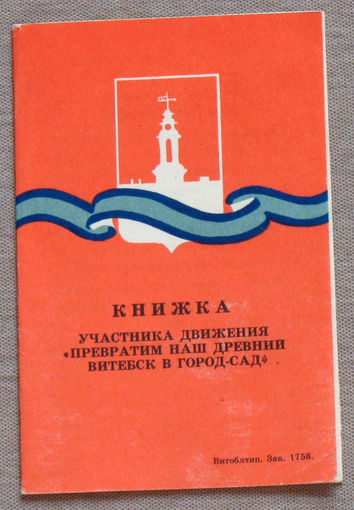 КНИЖКА
УЧАСТНИКА ДВИЖЕНИЯ
«ПРЕВРАТИМ НАШ ДРЕВНИЙ
ВИТЕБСК В ГОРОД-САД»
Витоблтип. Зак. 1758.